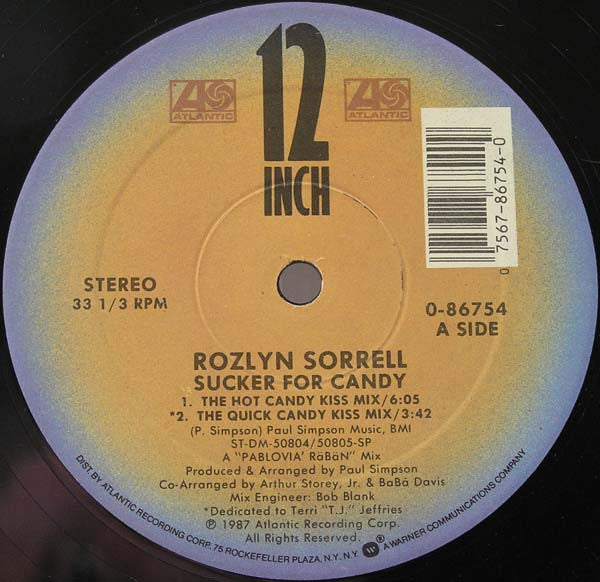 12
INCH
ATLANTIC
ATLANTIC
0 7567-86754-0
STEREO
33 1/3 RPM
0-86754
A SIDE
ROZLYN SORRELL
SUCKER FOR CANDY
1. THE HOT CANDY KISS MIX/6:05
*2. THE QUICK CANDY KISS MIX/3:42
(P. Simpson) Paul Simpson Music, BMI
ST-DM-50804/50805-SP
A "PABLOVIA' RäBäN" Mix
Produced & Arranged by Paul Simpson
Co-Arranged by Arthur Storey, Jr. & BaBá Davis
Mix Engineer: Bob Blank
*Dedicated to Terri "T.J." Jeffries
℗ 1987 Atlantic Recording Corp.
All Rights Reserved.
DIST BY ATLANTIC RECORDING CORP. 75 ROCKEFELLER PLAZA, N.Y. N.Y. A WARNER COMMUNICATIONS COMPANY